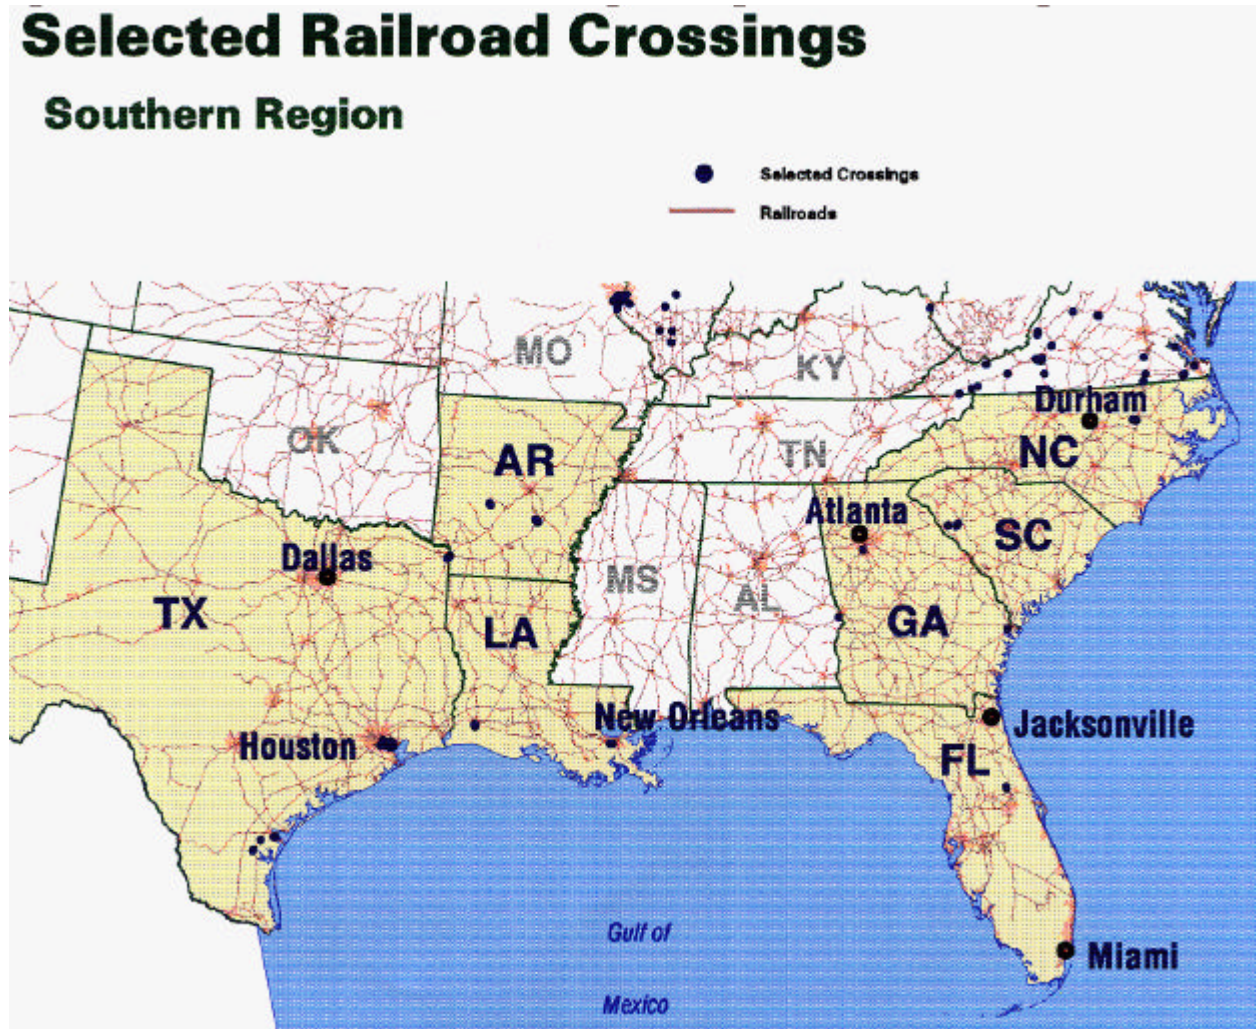 Selected Railroad Crossings
Southern Region
Selected Crossings
Railroads
MO
KY
Durham
OK
AR
TN
NC
Atlanta
SC
Dallas
MS
AL
TX
LA
GA
New Orleans
Jacksonville
Houston
FL
Gulf of
Miami
Mexico